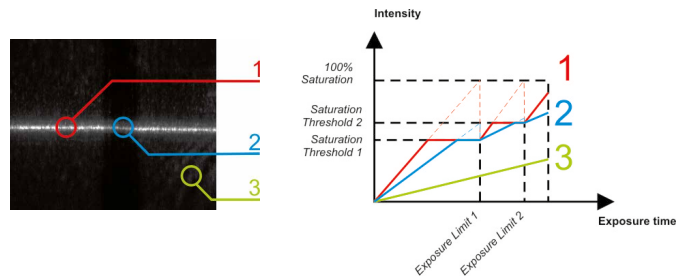 1
2
3
Intensity
100%
Saturation
Saturation
Threshold 2
Saturation
Threshold 1
1
2
3
Exposure time
Exposure Limit 1
Exposure Limit 2